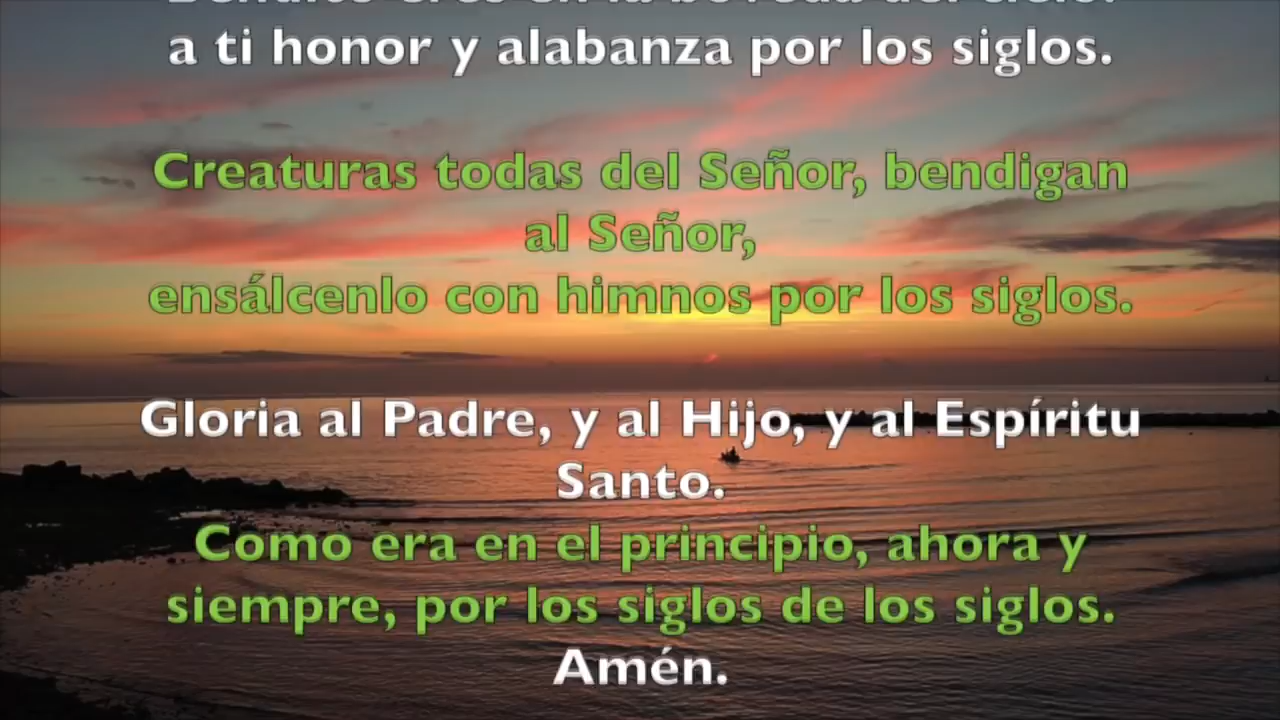 a ti honor y alabanza por los siglos.
Creaturas todas del Señor, bendigan
al Señor,
ensálcenlo con himnos por los siglos.
Gloria al Padre, y al Hijo, y al Espíritu
Santo.
Como era en el principio, ahora y
siempre, por los siglos de los siglos.
Amén.